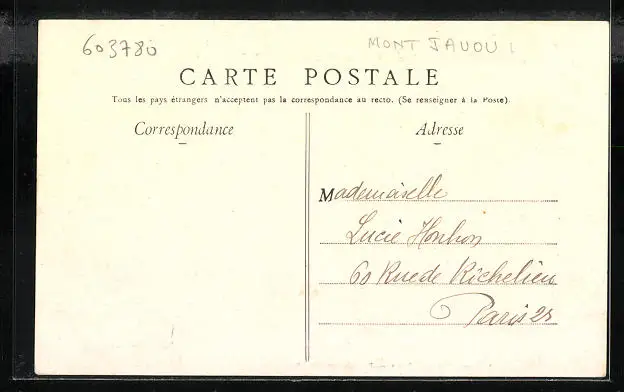 603780
MONT JAVOU
CARTE POSTALE
Tous les pays étrangers n'acceptent pas la correspondance au recto. (Se renseigner à la Poste).
Correspondance
Adresse
Mademoiselle
Lucie
60 Rue de Richelieu
Paris